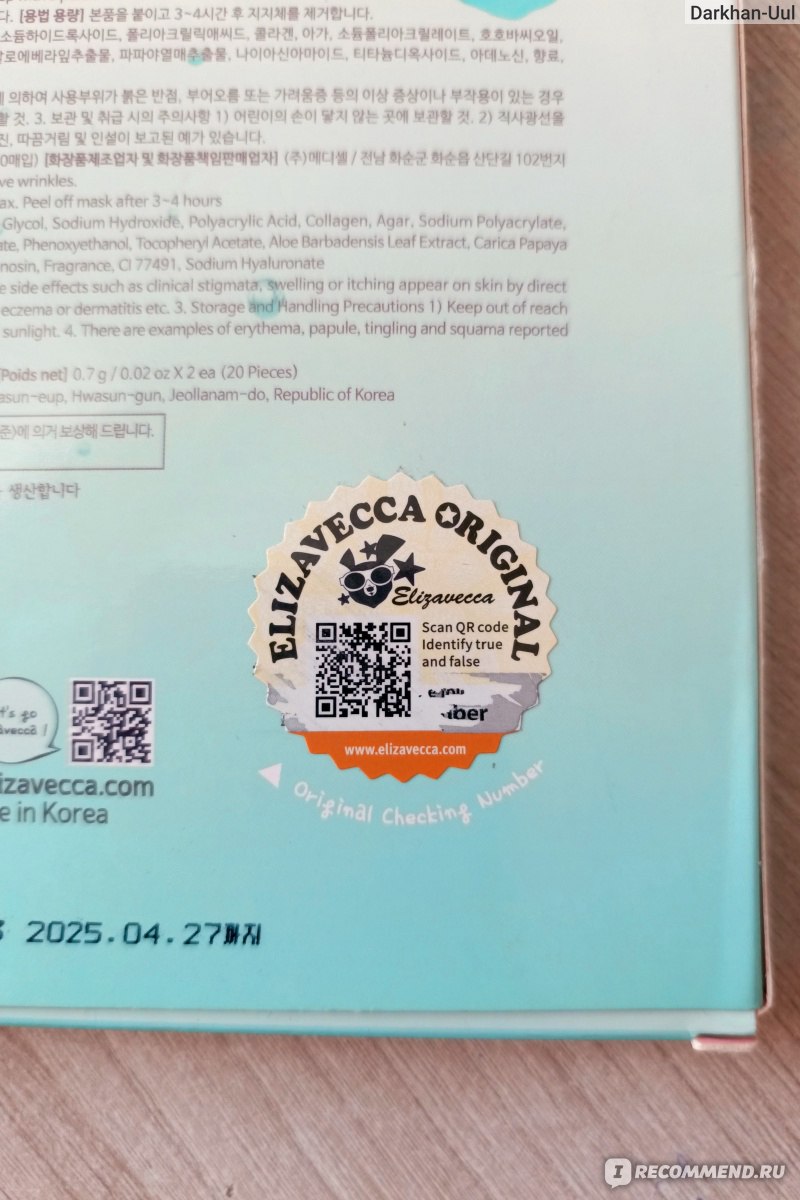 Darkhan-Uul
다. [용법 용량] 본품을 붙이고 3~4시간 후 지지체를 제거합니다.
소듐하이드록사이드, 폴리아크릴릭애씨드, 콜라겐, 아가, 소듐폴리아크릴레이트, 호호바씨오일,
알로에베라잎추출물, 파파야열매추출물, 나이아신아마이드, 티타늄디옥사이드, 아데노신, 향료,
에 의하여 사용부위가 붉은 반점, 부어오름 또는 가려움증 등의 이상 증상이나 부작용이 있는 경우
할 것. 3. 보관 및 취급 시의 주의사항 1) 어린이의 손이 닿지 않는 곳에 보관할 것. 2) 직사광선을
진, 따끔거림 및 인설이 보고된 예가 있습니다.
0매입) [화장품제조업자 및 화장품책임판매업자] (주)메디셀 / 전남 화순군 화순읍 산단길 102번지
ve wrinkles.
ax. Peel off mask after 3~4 hours
Glycol, Sodium Hydroxide, Polyacrylic Acid, Collagen, Agar, Sodium Polyacrylate,
ate, Phenoxyethanol, Tocopheryl Acetate, Aloe Barbadensis Leaf Extract, Carica Papaya
nosin, Fragrance, CI 77491, Sodium Hyaluronate
e side effects such as clinical stigmata, swelling or itching appear on skin by direct
eczema or dermatitis etc. 3. Storage and Handling Precautions 1) Keep out of reach
sunlight. 4. There are examples of erythema, papule, tingling and squama reported
[Poids net] 0.7 g / 0.02 oz X 2 ea (20 Pieces)
asun-eup, Hwasun-gun, Jeollanam-do, Republic of Korea
준)에 의거 보상해 드립니다.
생산합니다
ELIZAVECCA ORIGINAL
Elizavecca
Scan QR code
Identify true
and false
ber
www.elizavecca.com
Original Checking Number
t's go
avecca!
izavecca.com
e in Korea
2025.04.27까지
IRECOMMEND.RU